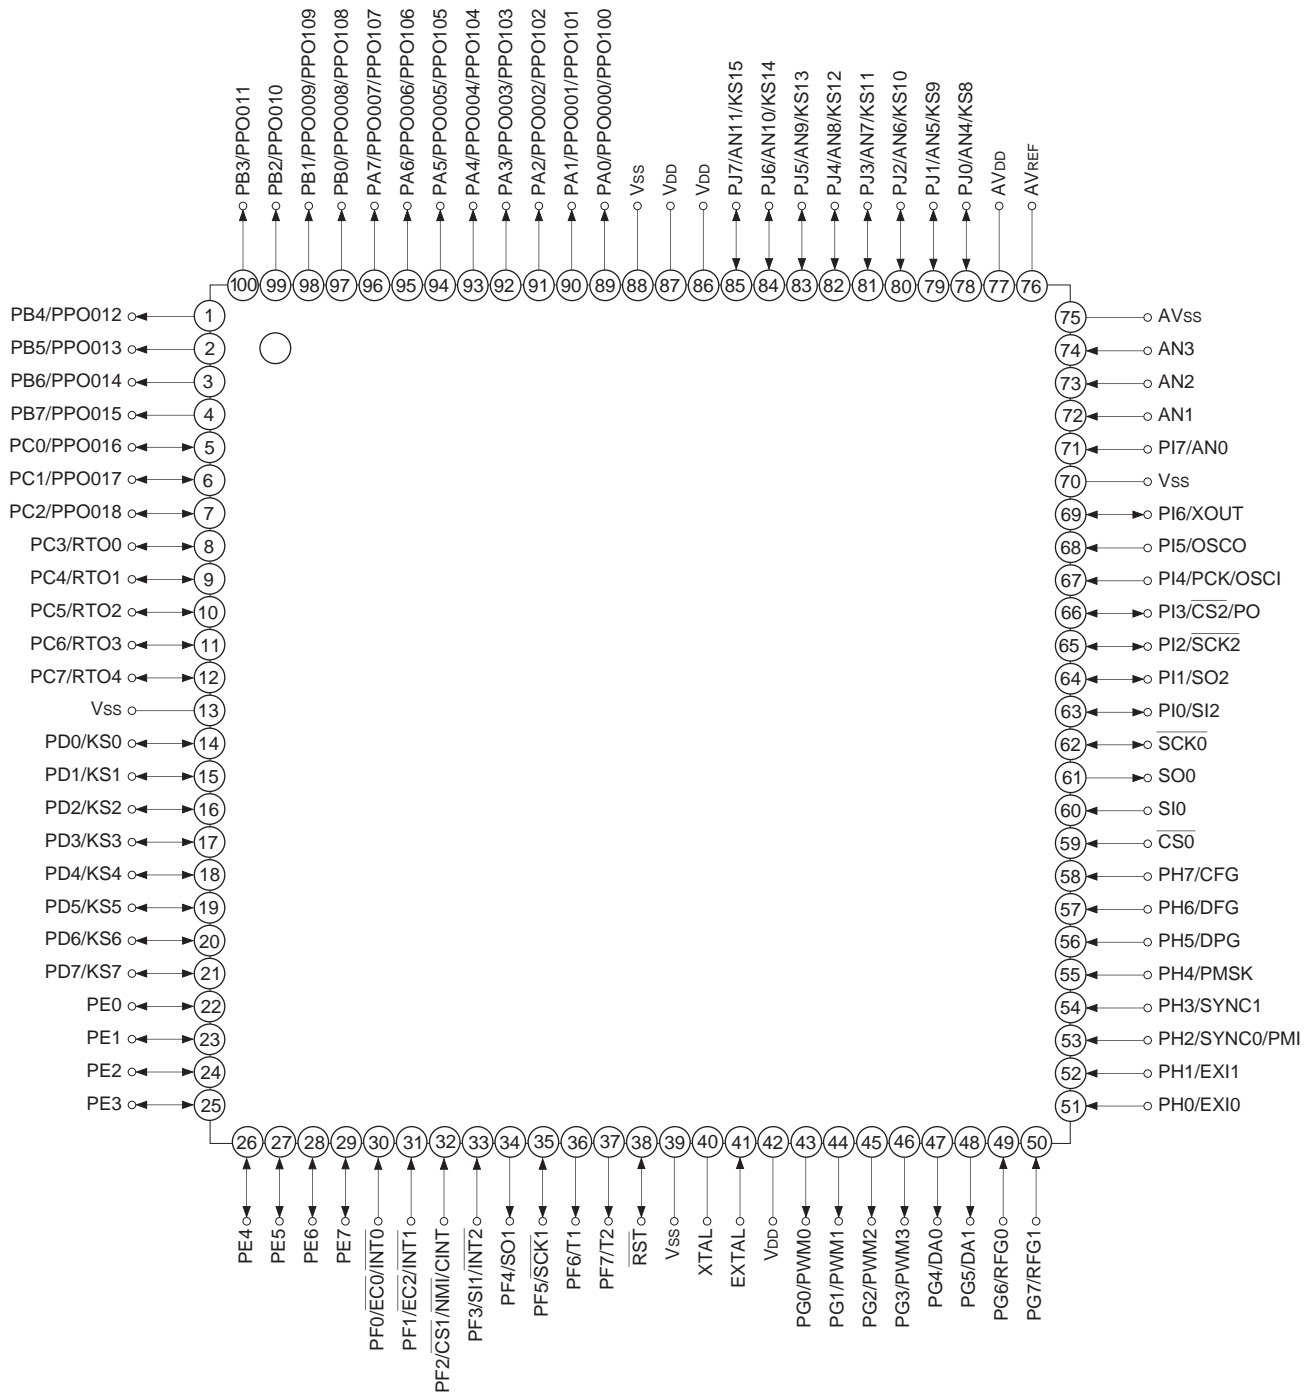 PB3/PPO011
PB2/PPO010
PB1/PPO009/PPO109
PB0/PPO008/PPO108
PA7/PPO007/PPO107
PA6/PPO006/PPO106
PA5/PPO005/PPO105
PA4/PPO004/PPO104
PA3/PPO003/PPO103
PA2/PPO002/PPO102
PA1/PPO001/PPO101
PA0/PPO000/PPO100
Vss
VDD
VDD
PJ7/AN11/KS15
PJ6/AN10/KS14
PJ5/AN9/KS13
PJ4/AN8/KS12
PJ3/AN7/KS11
PJ2/AN6/KS10
PJ1/AN5/KS9
PJ0/AN4/KS8
AVDD
AVREF
100 99 98 97 96 95 94 93 92 91 90 89 88 87 86 85 84 83 82 81 80 79 78 77 76
PB4/PPO012 1
PB5/PPO013 2
PB6/PPO014 3
PB7/PPO015 4
PC0/PPO016 5
PC1/PPO017 6
PC2/PPO018 7
PC3/RTO0 8
PC4/RTO1 9
PC5/RTO2 10
PC6/RTO3 11
PC7/RTO4 12
Vss 13
PD0/KS0 14
PD1/KS1 15
PD2/KS2 16
PD3/KS3 17
PD4/KS4 18
PD5/KS5 19
PD6/KS6 20
PD7/KS7 21
PE0 22
PE1 23
PE2 24
PE3 25
75 AVss
74 AN3
73 AN2
72 AN1
71 PI7/AN0
70 Vss
69 PI6/XOUT
68 PI5/OSCO
67 PI4/PCK/OSCI
66 PI3/CS2/PO
65 PI2/SCK2
64 PI1/SO2
63 PI0/SI2
62 SCK0
61 SO0
60 SI0
59 CS0
58 PH7/CFG
57 PH6/DFG
56 PH5/DPG
55 PH4/PMSK
54 PH3/SYNC1
53 PH2/SYNC0/PMI
52 PH1/EXI1
51 PH0/EXI0
26 27 28 29 30 31 32 33 34 35 36 37 38 39 40 41 42 43 44 45 46 47 48 49 50
PE4
PE5
PE6
PE7
PF0/EC0/INT0
PF1/EC2/INT1
PF2/CS1/NMI/CINT
PF3/SI1/INT2
PF4/SO1
PF5/SCK1
PF6/T1
PF7/T2
RST
Vss
XTAL
EXTAL
VDD
PG0/PWM0
PG1/PWM1
PG2/PWM2
PG3/PWM3
PG4/DA0
PG5/DA1
PG6/RFG0
PG7/RFG1